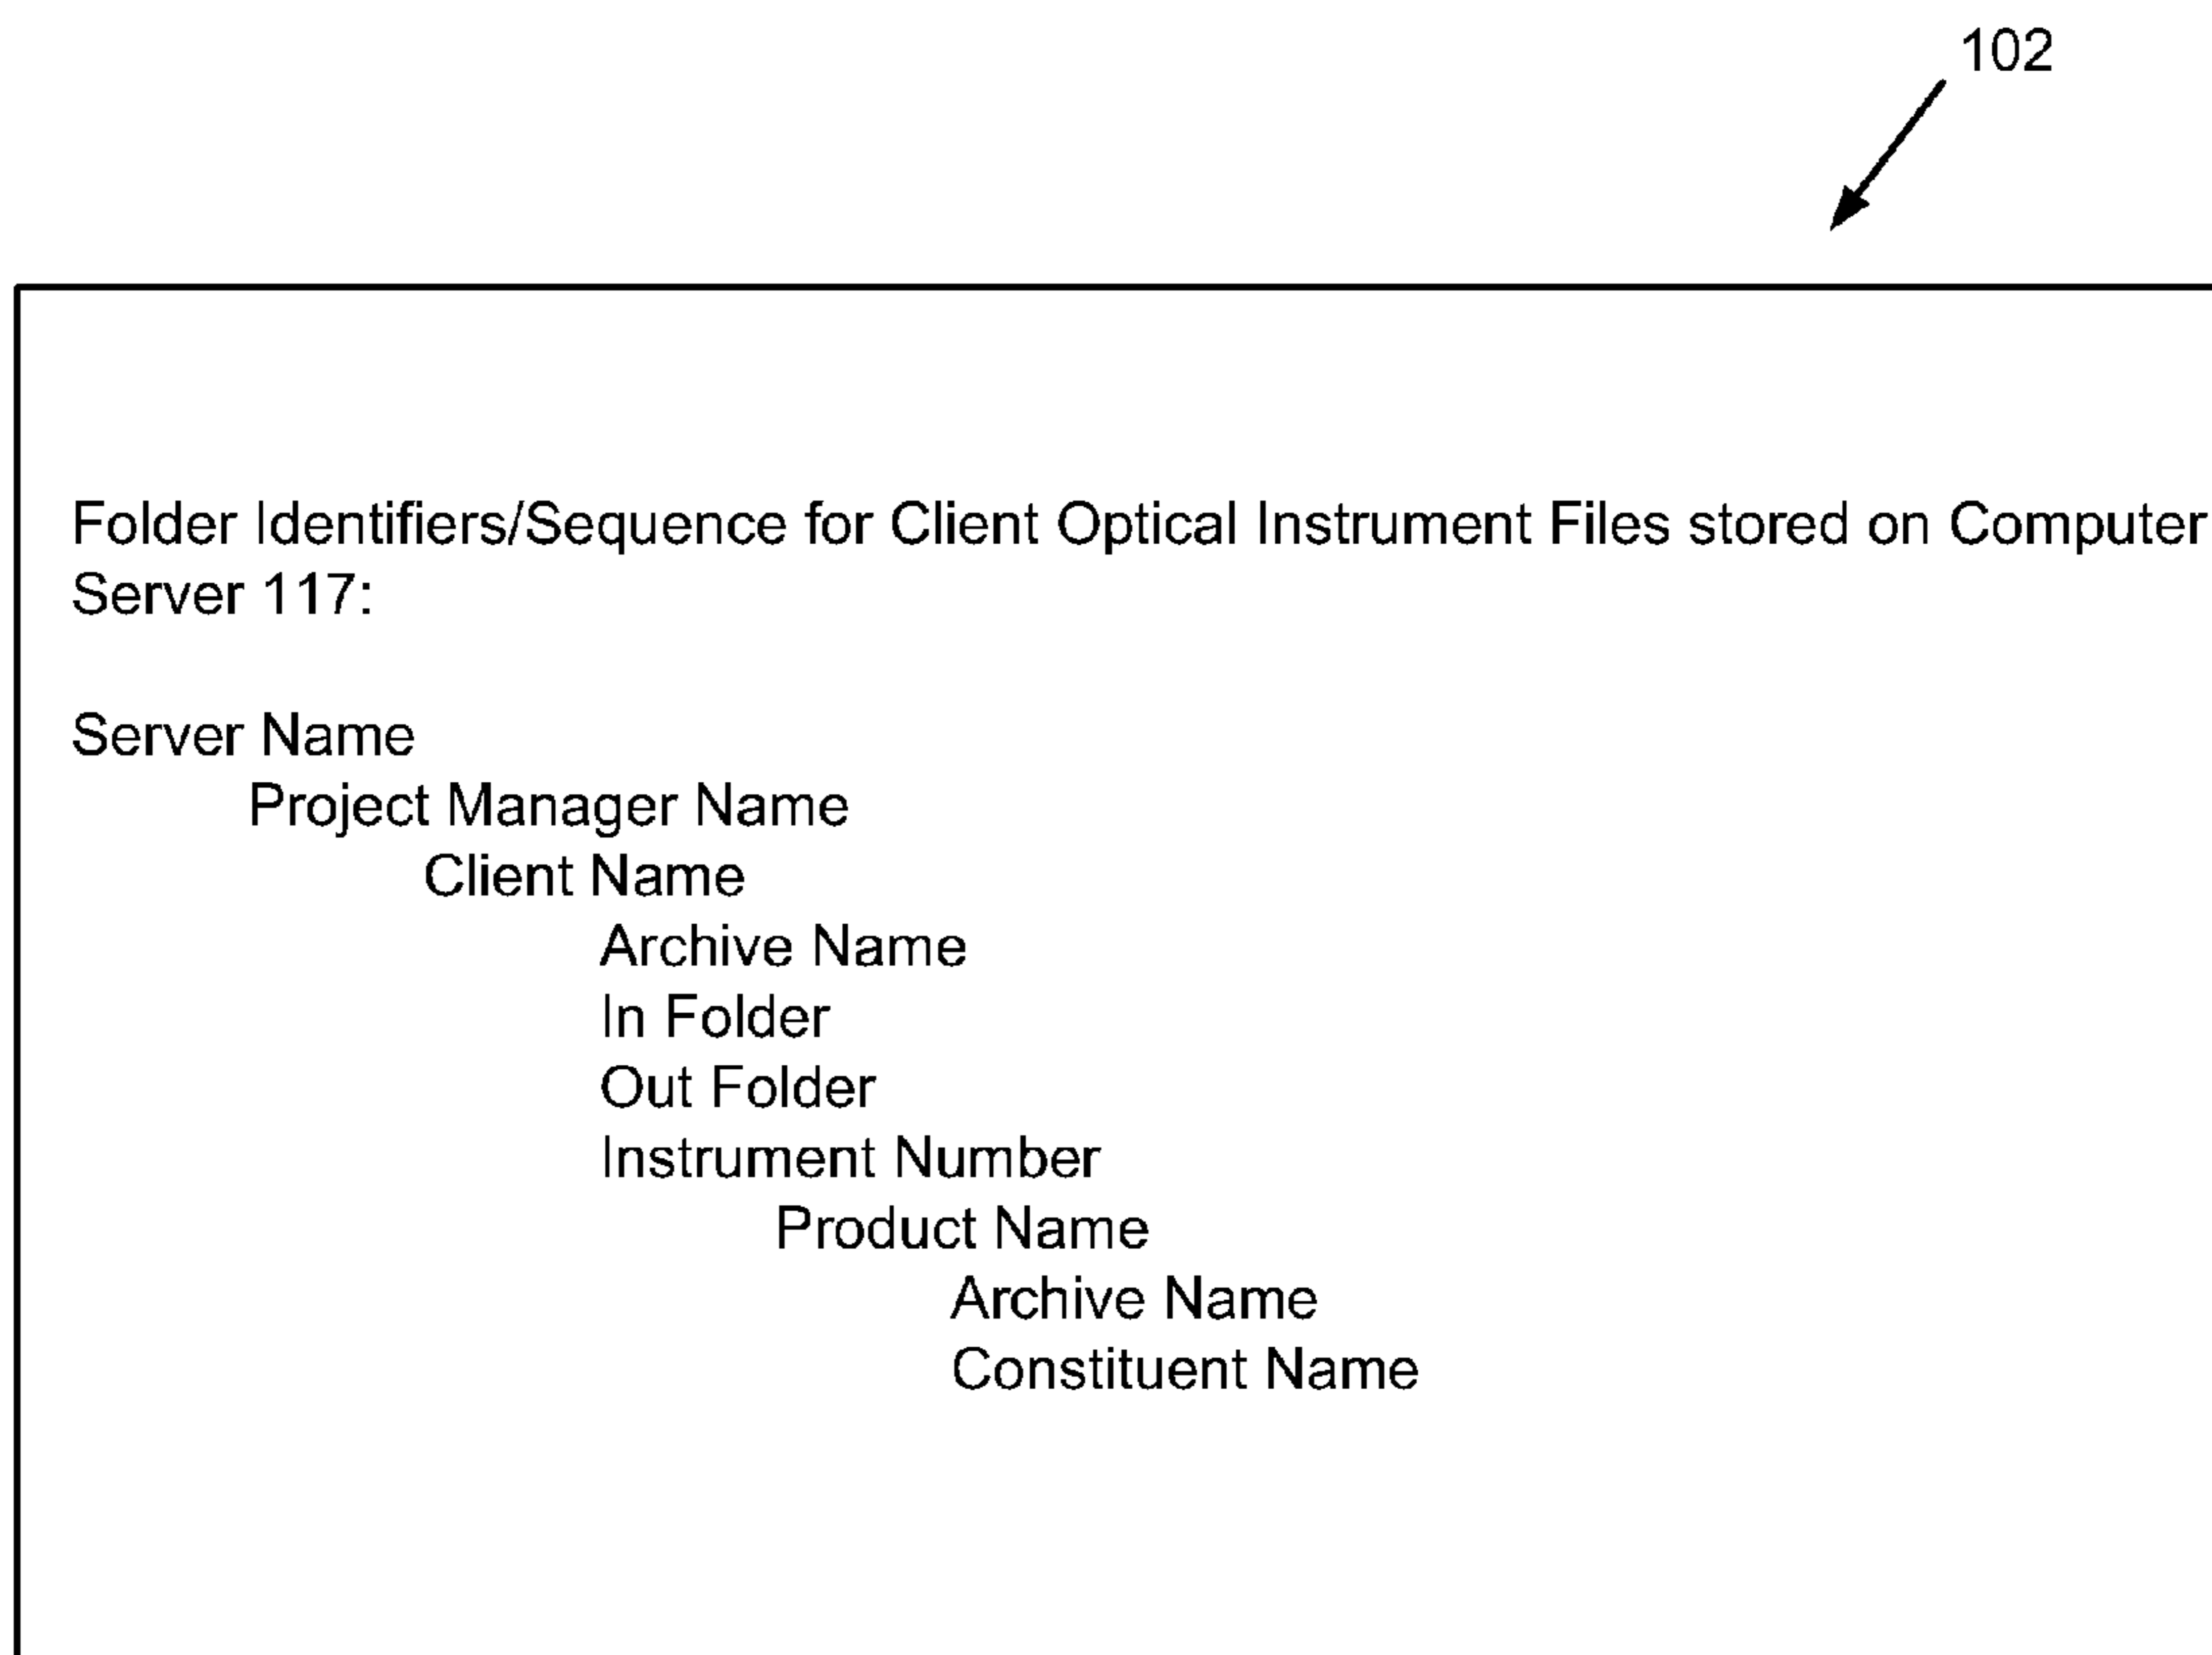 102
Folder Identifiers/Sequence for Client Optical Instrument Files stored on Computer
Server 117:
Server Name
Project Manager Name
Client Name
Archive Name
In Folder
Out Folder
Instrument Number
Product Name
Archive Name
Constituent Name